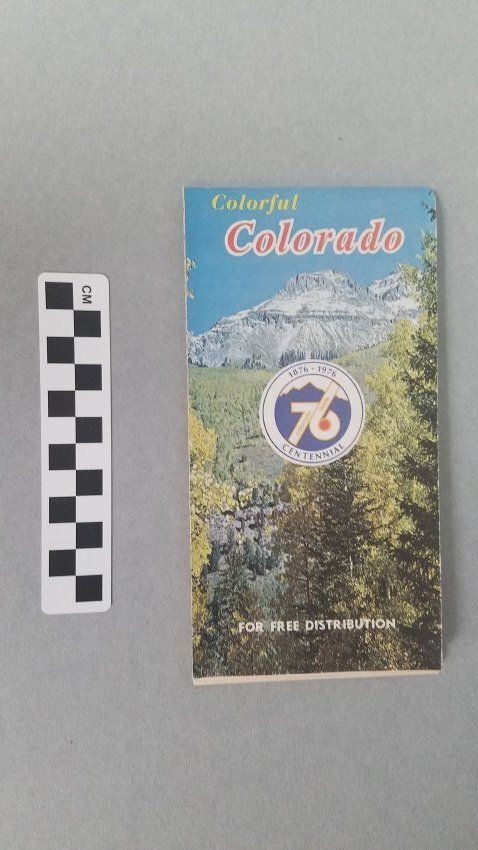 Colorful
Colorado
CM
1876 - 1976
76
CENTENNIAL
FOR FREE DISTRIBUTION